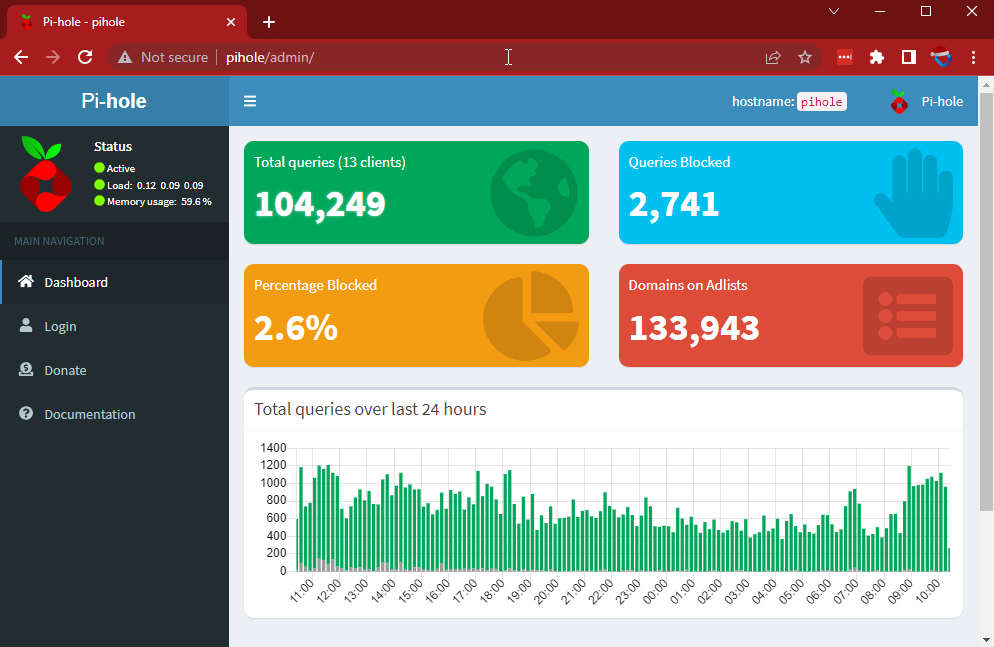 Pi-hole - pihole
Not secure pihole/admin/
Pi-hole
hostname: pihole
Pi-hole
Status
Active
Load: 0.12 0.09 0.09
Memory usage: 59.6 %
MAIN NAVIGATION
Dashboard
Login
Donate
Documentation
Total queries (13 clients)
104,249
Queries Blocked
2,741
Percentage Blocked
2.6%
Domains on Adlists
133,943
Total queries over last 24 hours
1400
1200
1000
800
600
400
200
0
11:00 12:00 13:00 14:00 15:00 16:00 17:00 18:00 19:00 20:00 21:00 22:00 23:00 00:00 01:00 02:00 03:00 04:00 05:00 06:00 07:00 08:00 09:00 10:00